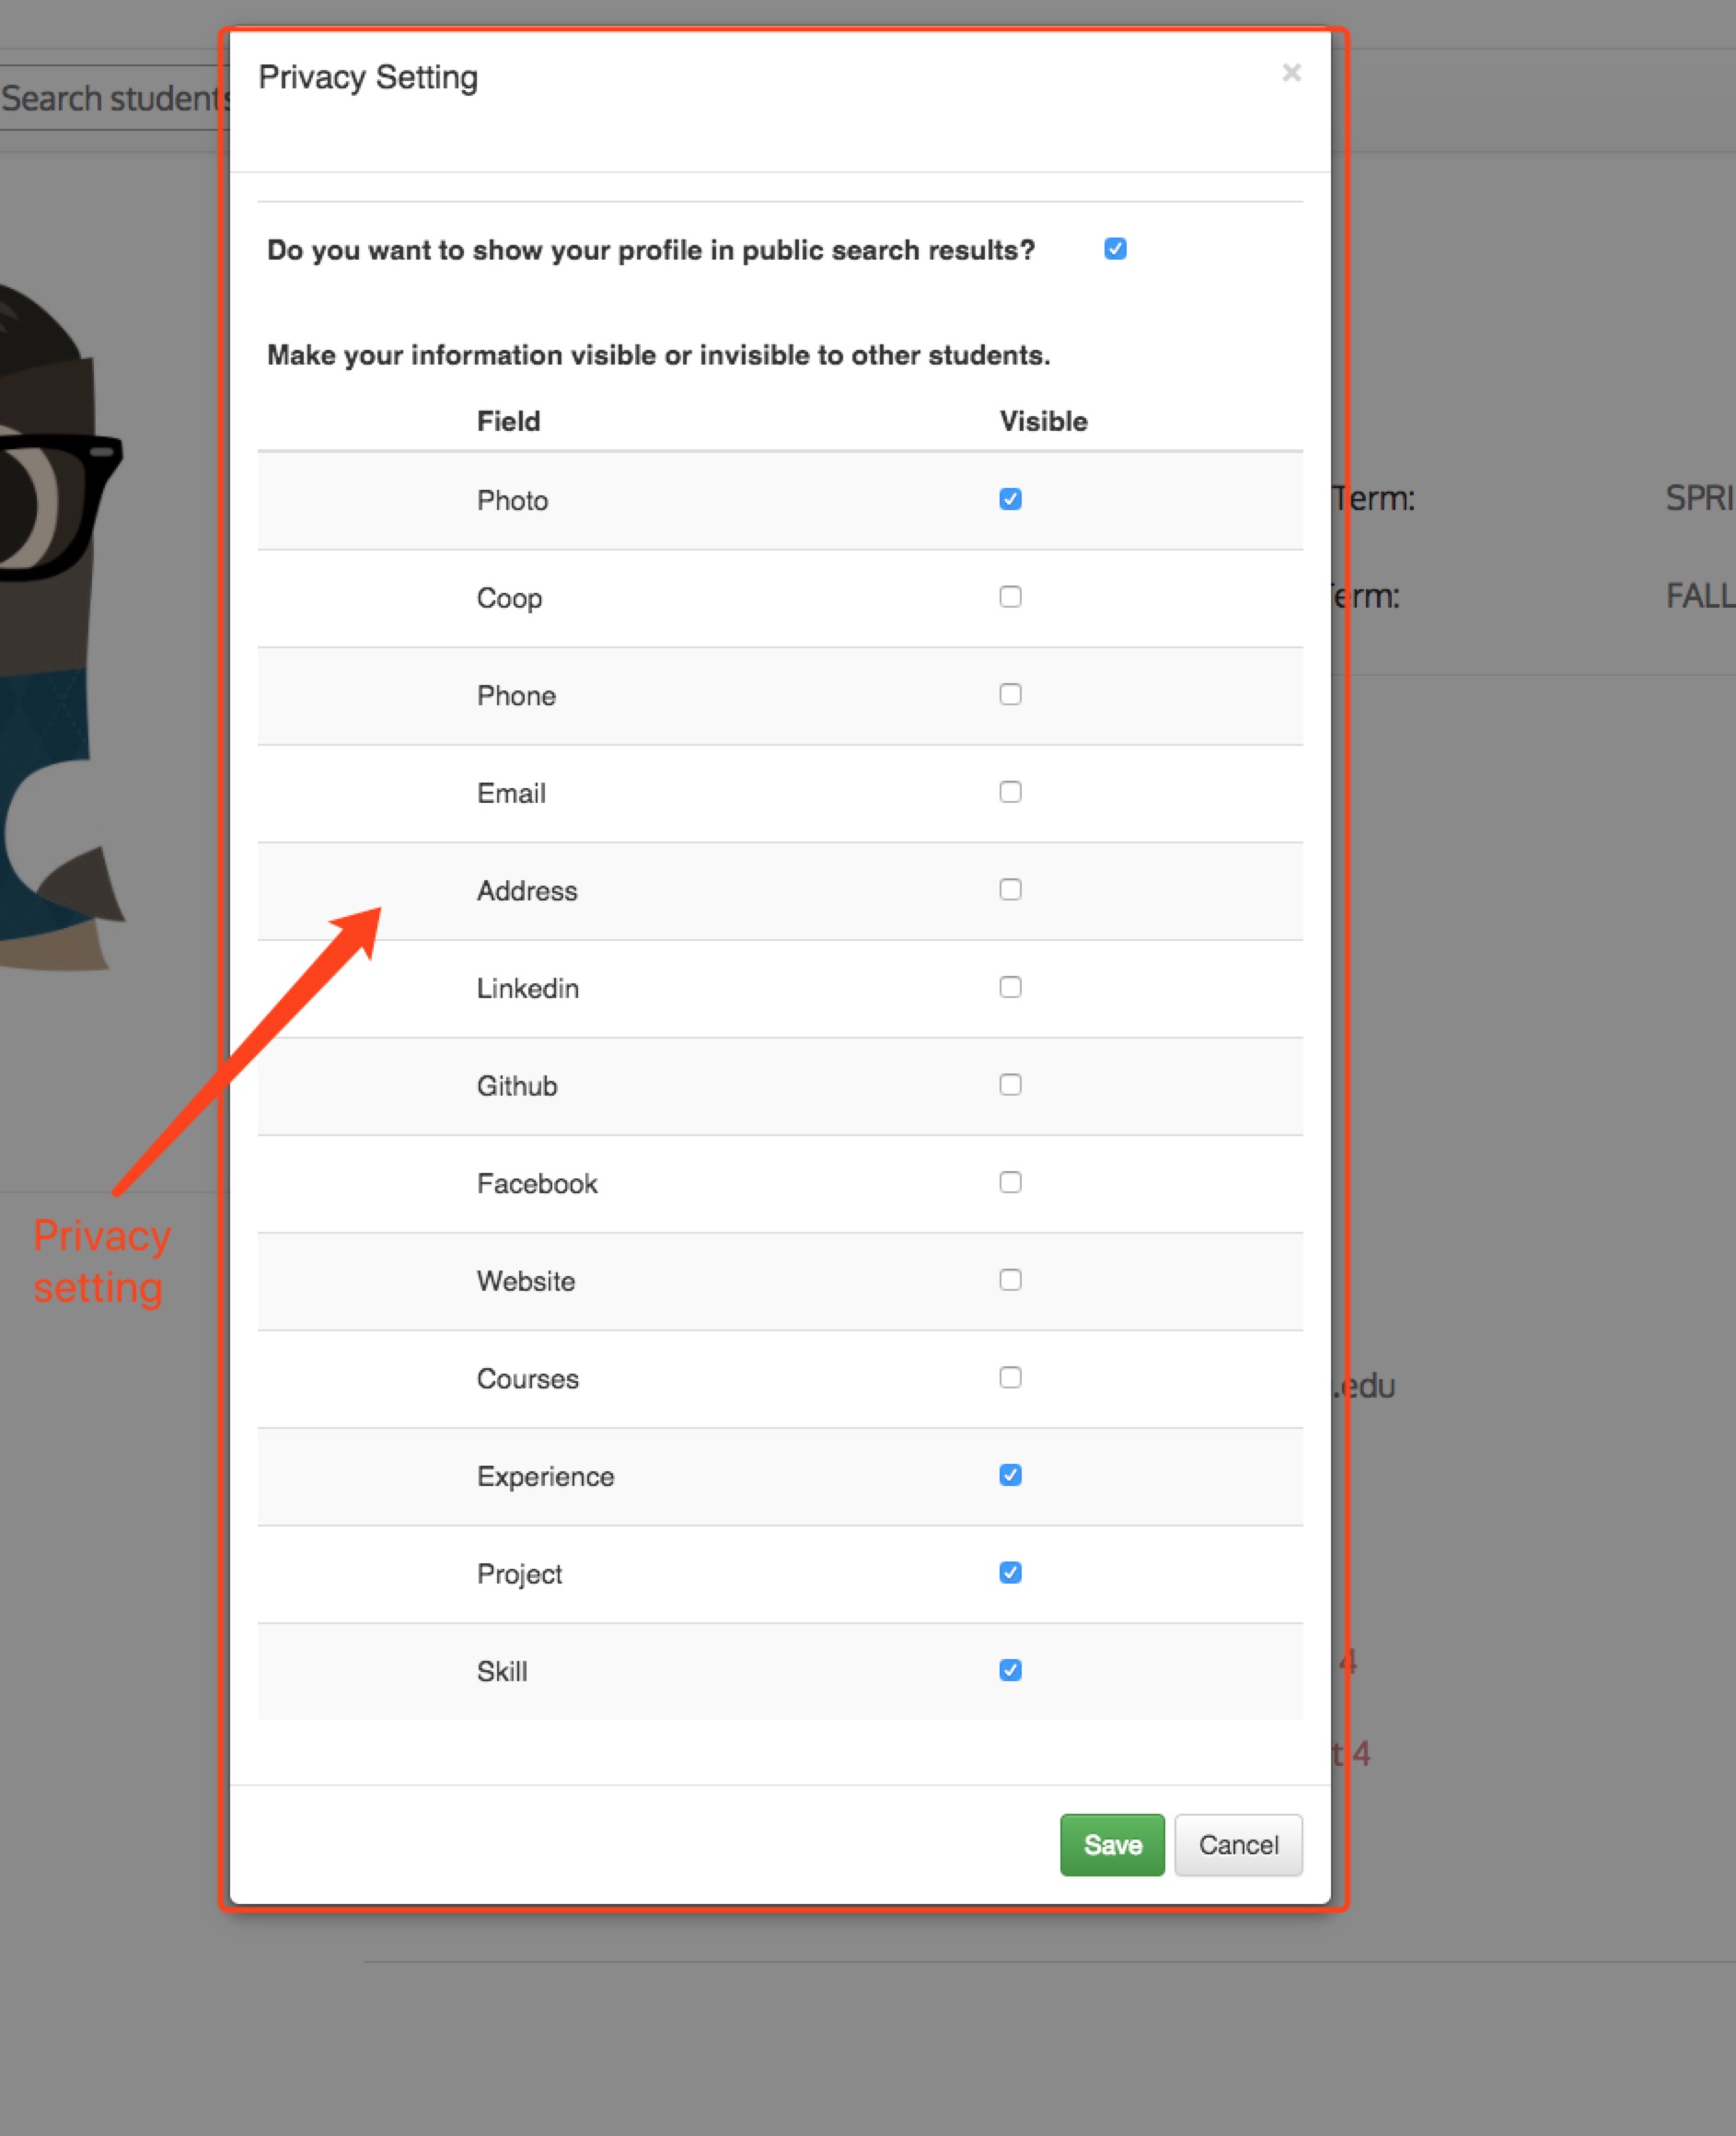 Privacy Setting ×
Search students
Do you want to show your profile in public search results?
Make your information visible or invisible to other students.
Field Visible
Photo
Term: SPRI
Coop
erm: FALL
Phone
Email
Address
Linkedin
Github
Facebook
Privacy
setting
Website
Courses
.edu
Experience
Project
Skill
4
t 4
Save Cancel